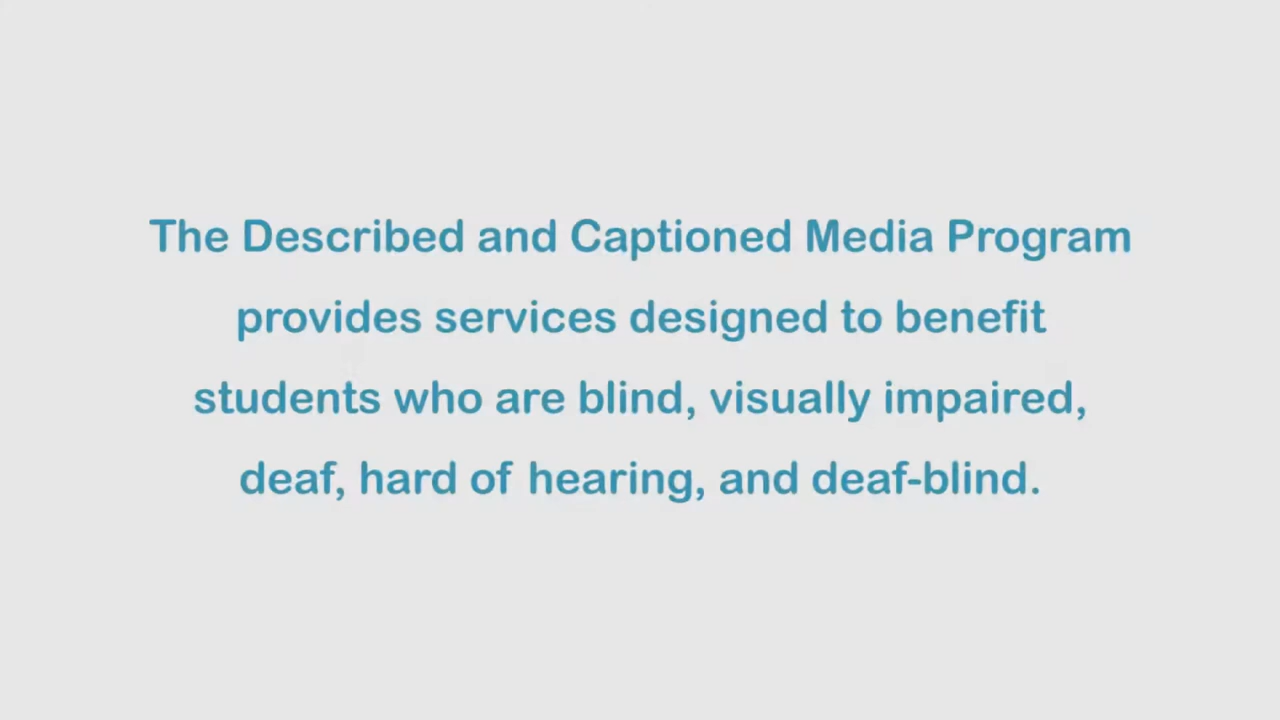 The Described and Captioned Media Program
provides services designed to benefit
students who are blind, visually impaired,
deaf, hard of hearing, and deaf-blind.